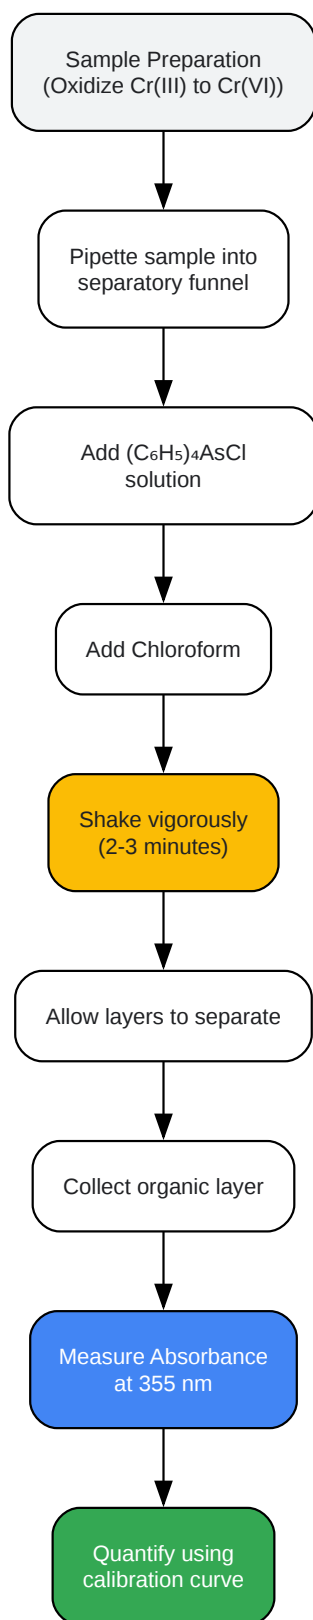 Sample Preparation
(Oxidize Cr(III) to Cr(VI))
Pipette sample into
separatory funnel
Add (C₆H₅)₄AsCl
solution
Add Chloroform
Shake vigorously
(2-3 minutes)
Allow layers to separate
Collect organic layer
Measure Absorbance
at 355 nm
Quantify using
calibration curve